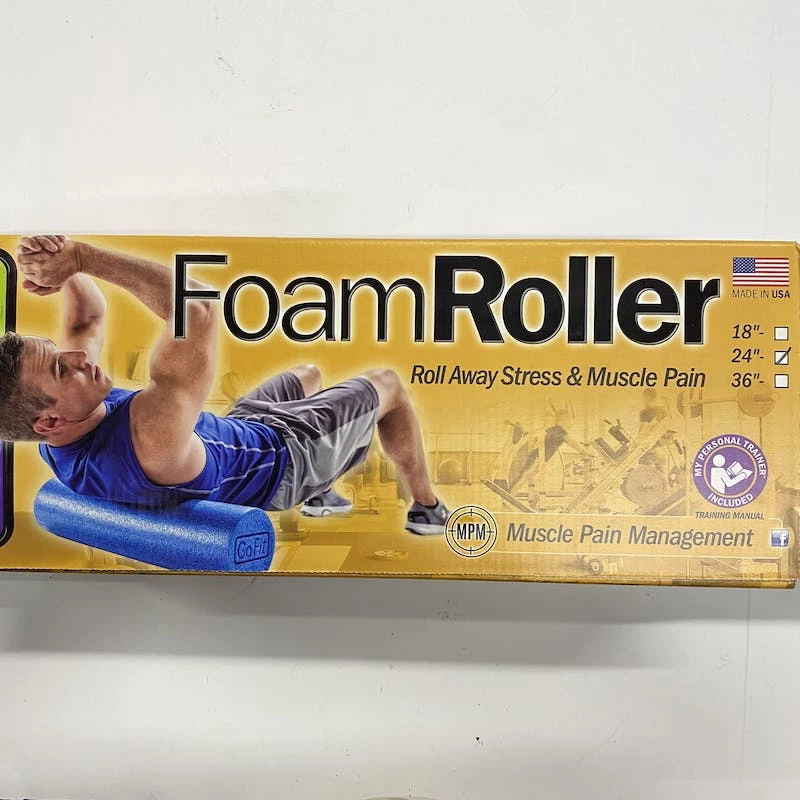 FoamRoller
Roll Away Stress & Muscle Pain
MADE IN USA
18"-
24"-
36"-
MY PERSONAL TRAINER
INCLUDED
TRAINING MANUAL
MPM
Muscle Pain Management
f
GoFit